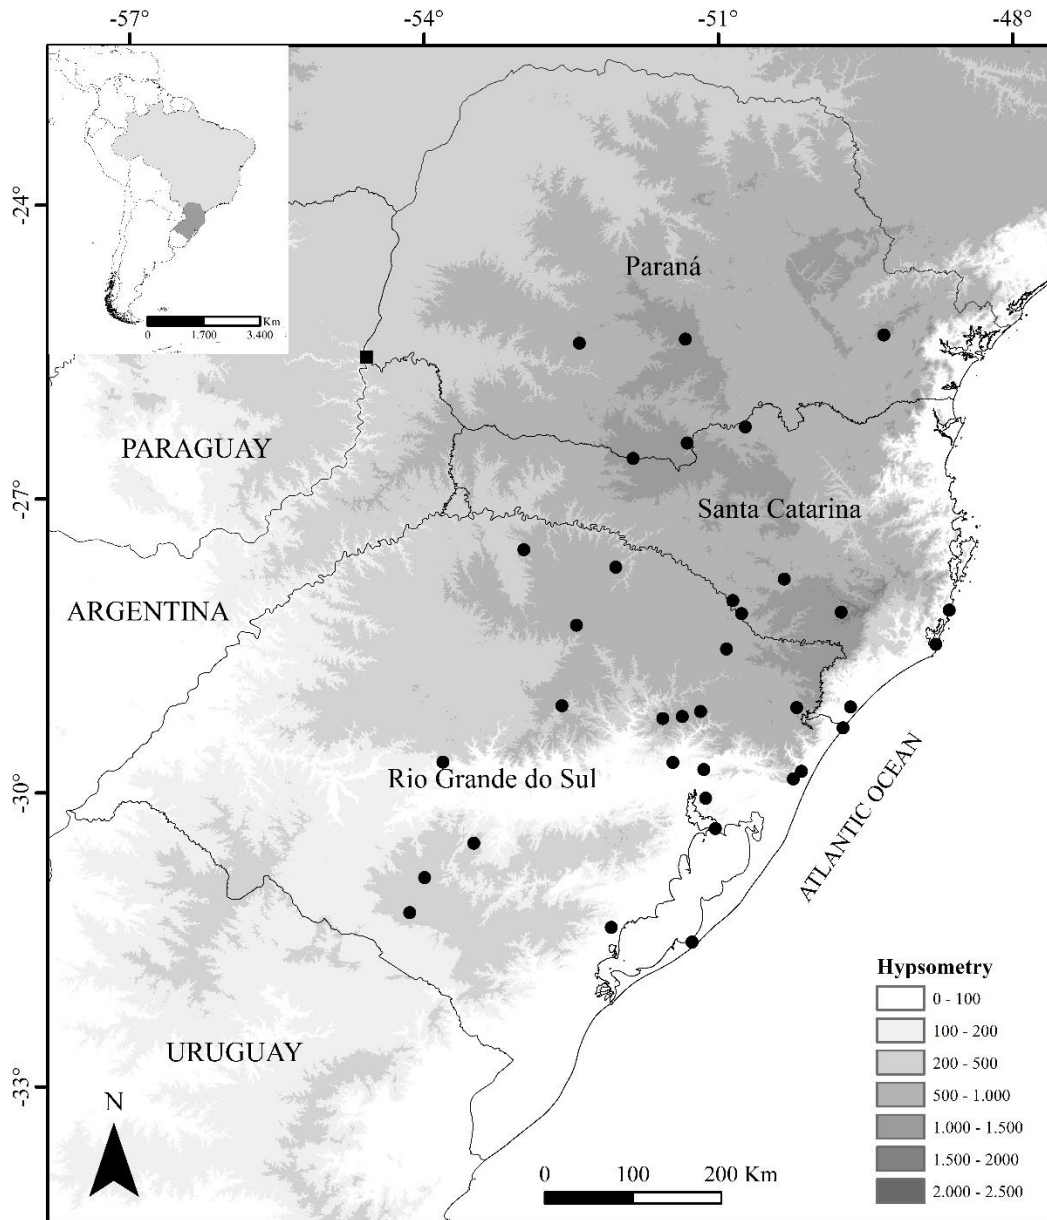 -57° -54° -51° -48°
-24°
-27°
-30°
-33°
Km
0 1.700 3.400
Paraná
PARAGUAY
Santa Catarina
ARGENTINA
Rio Grande do Sul
ATLANTIC OCEAN
URUGUAY
N
0 100 200 Km
Hypsometry
0 - 100
100 - 200
200 - 500
500 - 1.000
1.000 - 1.500
1.500 - 2000
2.000 - 2.500